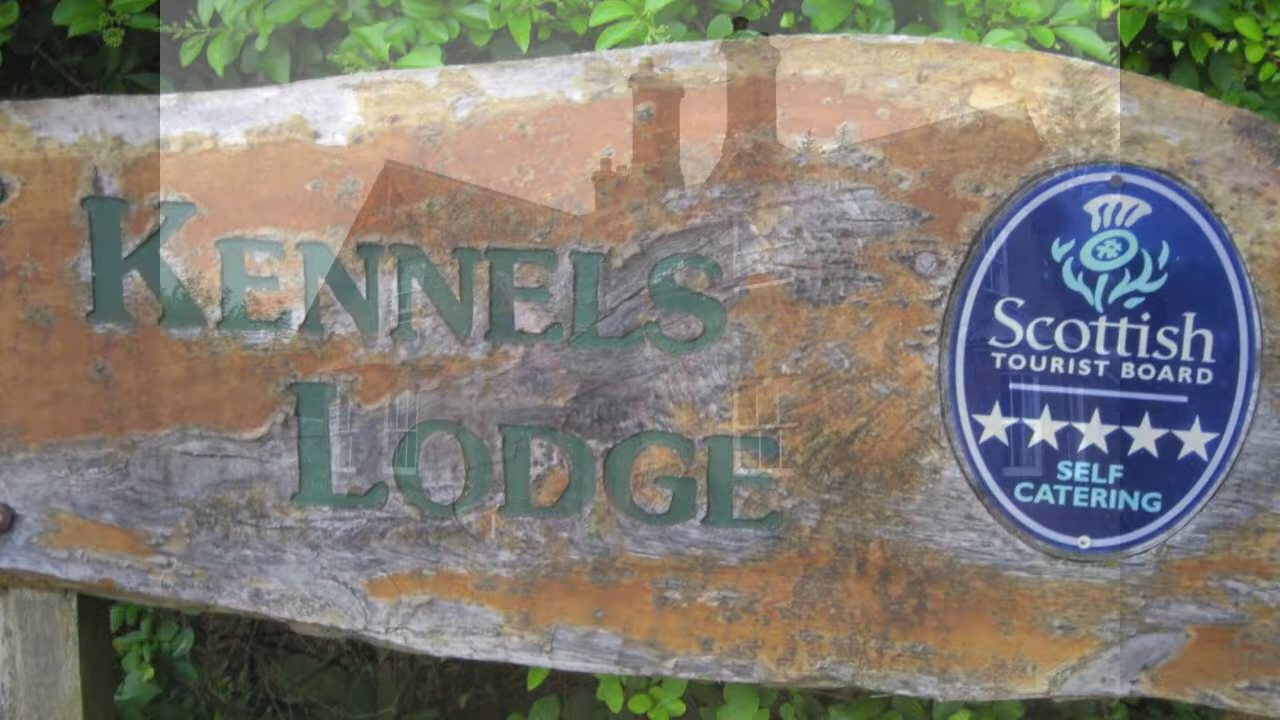 KENNELS
LODGE
Scottish
TOURIST BOARD
SELF
CATERING